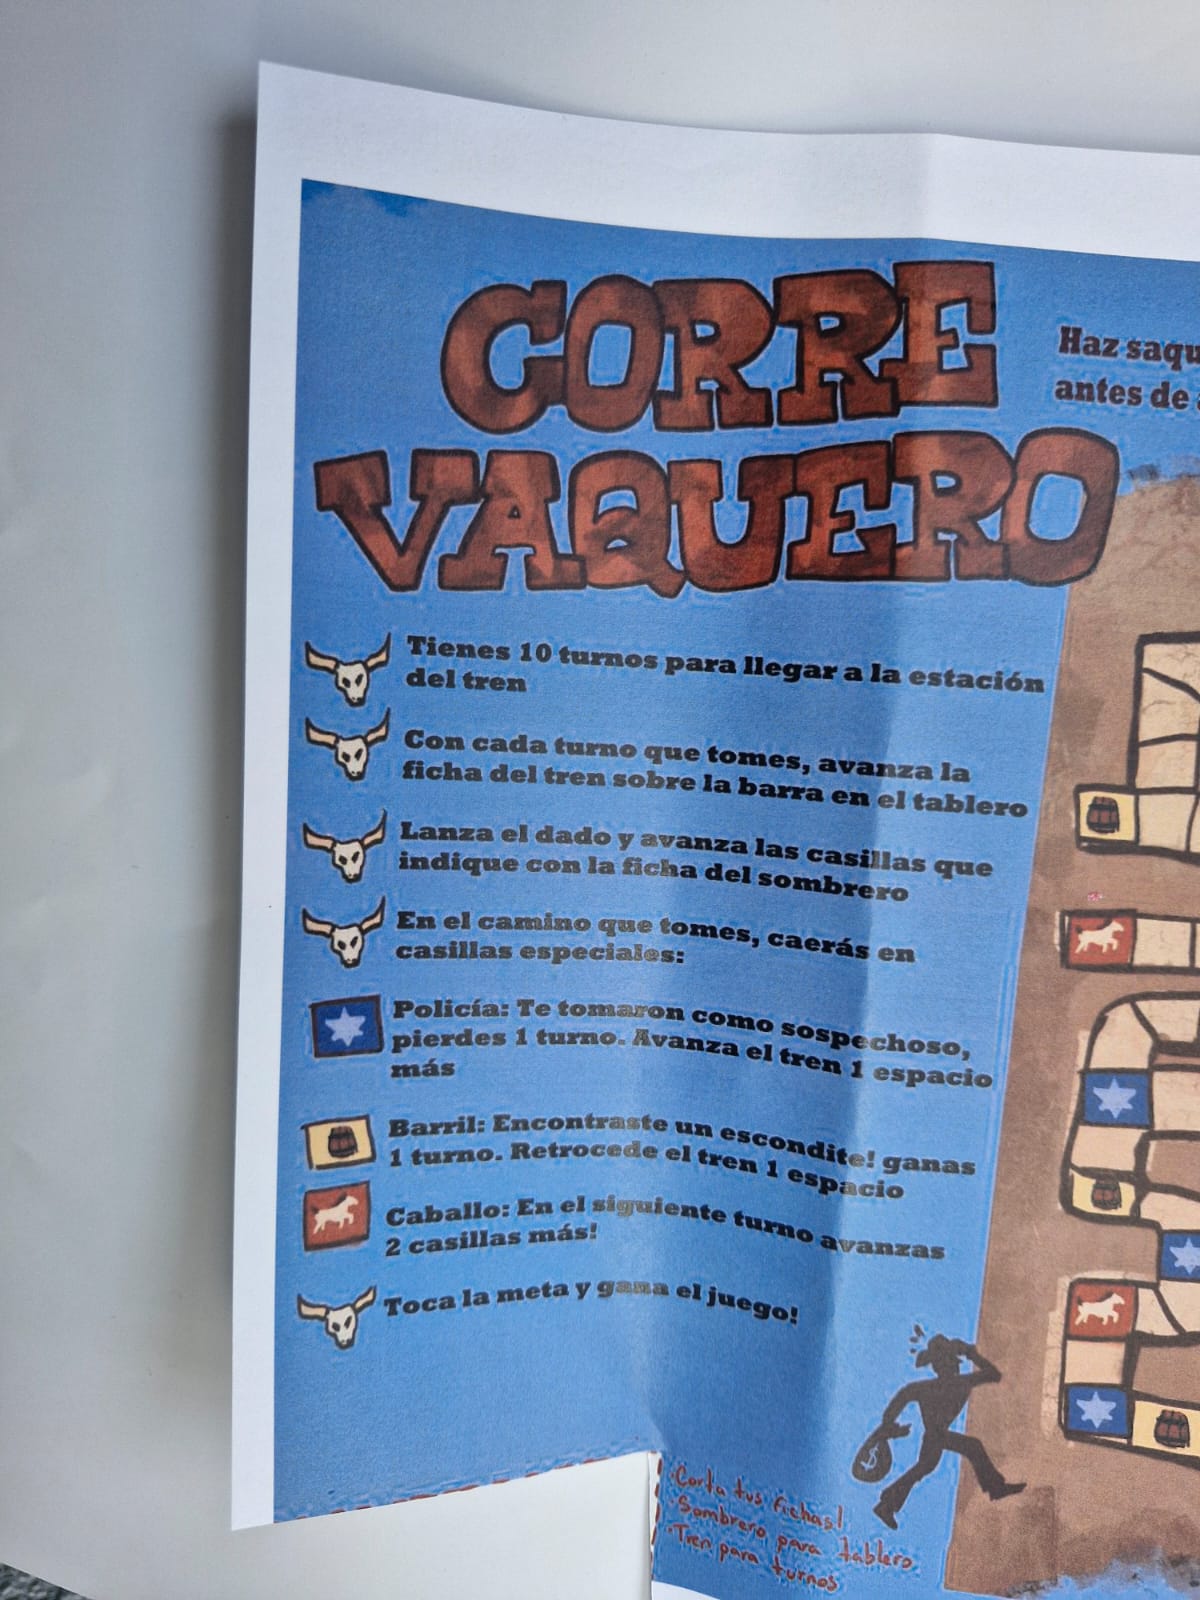 CORRE
VAQUERO
Haz saqu
antes de
Tienes 10 turnos para llegar a la estación
del tren
Con cada turno que tomes, avanza la
ficha del tren sobre la barra en el tablero
Lanza el dado y avanza las casillas que
indique con la ficha del sombrero
En el camino que tomes, caerás en
casillas especiales:
Policía: Te tomaron como sospechoso,
pierdes 1 turno. Avanza el tren 1 espacio
más
Barril: Encontraste un escondite! ganas
1 turno. Retrocede el tren 1 espacio
Caballo: En el siguiente turno avanzas
2 casillas más!
Toca la meta y gana el juego!
$
·Corta tus fichas!
·Sombrero para tablero
·Tren para turnos